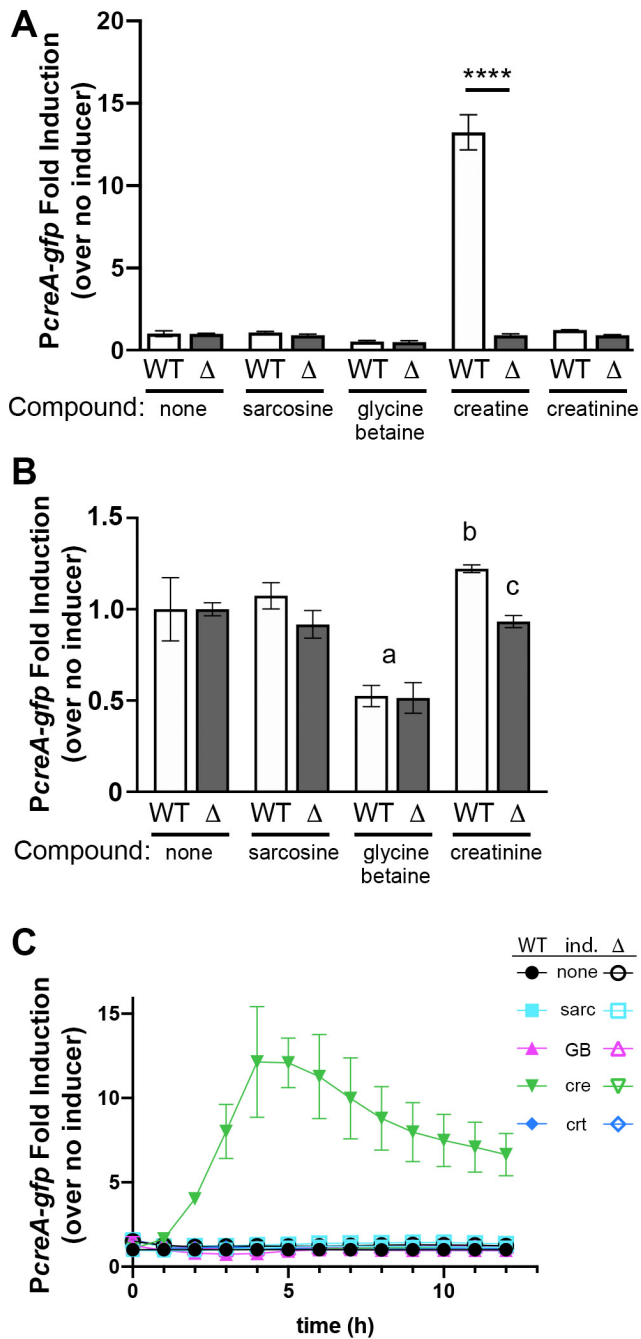 A
PcreA-gfp Fold Induction
(over no inducer)
20
15
10
5
0
****
WT Δ WT Δ WT Δ WT Δ WT Δ
Compound: none sarcosine glycine betaine creatine creatinine
B
PcreA-gfp Fold Induction
(over no inducer)
1.5
1.0
0.5
0
a
b
c
WT Δ WT Δ WT Δ WT Δ
Compound: none sarcosine glycine betaine creatinine
C
PcreA-gfp Fold Induction
(over no inducer)
WT ind. Δ
none
sarc
GB
cre
crt
15
10
5
0
0 5 10
time (h)